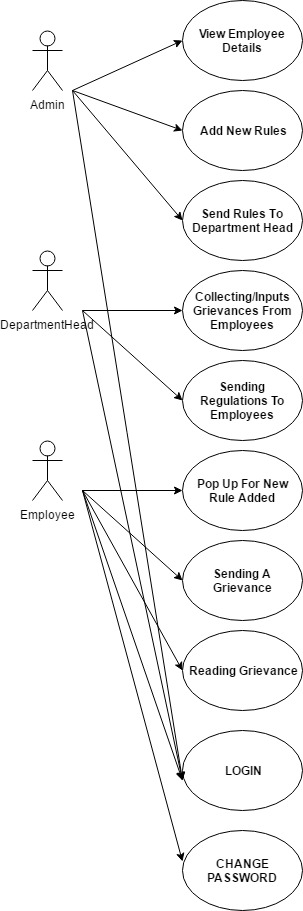 View Employee
Details
Admin
Add New Rules
Send Rules To
Department Head
Collecting/Inputs
Grievances From
Employees
DepartmentHead
Sending
Regulations To
Employees
Pop Up For New
Rule Added
Employee
Sending A
Grievance
Reading Grievance
LOGIN
CHANGE
PASSWORD